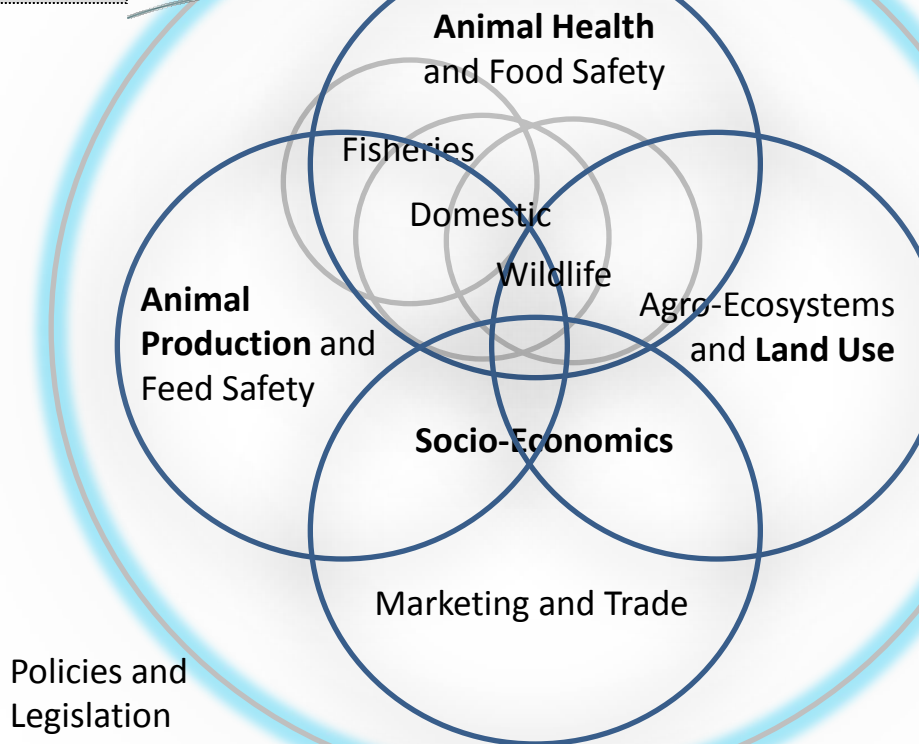 Animal Health
and Food Safety
Fisheries
Domestic
Wildlife
Animal
Production and
Feed Safety
Agro-Ecosystems
and Land Use
Socio-Economics
Marketing and Trade
Policies and
Legislation